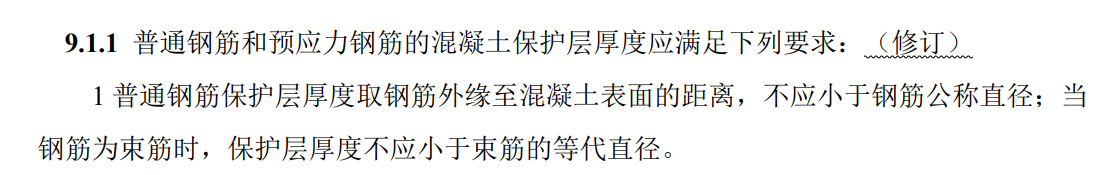 9.1.1 普通钢筋和预应力钢筋的混凝土保护层厚度应满足下列要求：（修订）
1 普通钢筋保护层厚度取钢筋外缘至混凝土表面的距离，不应小于钢筋公称直径；当
钢筋为束筋时，保护层厚度不应小于束筋的等代直径。